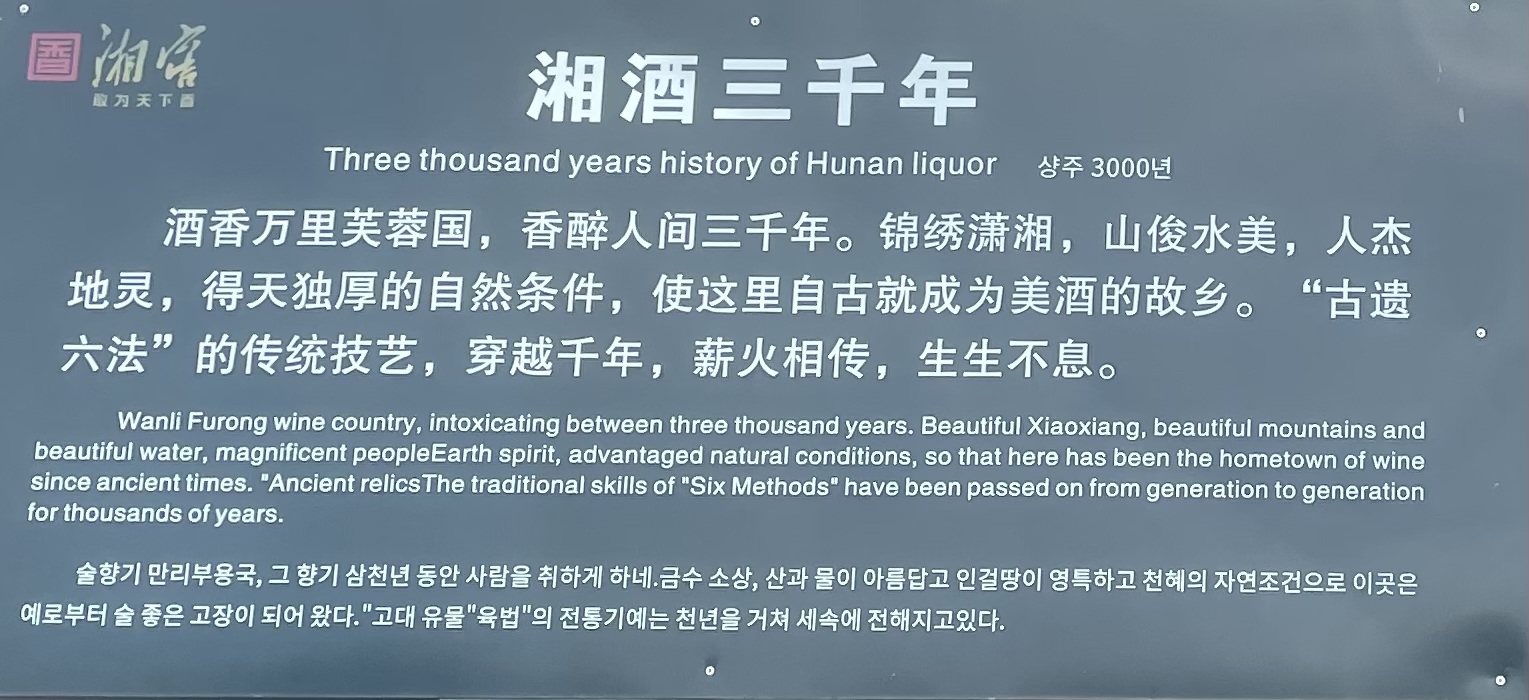 香 湘窖
敢为天下酉
湘酒三千年
Three thousand years history of Hunan liquor 샹주 3000년
酒香万里芙蓉国，香醉人间三千年。锦绣潇湘，山俊水美，人杰
地灵，得天独厚的自然条件，使这里自古就成为美酒的故乡。“古遗
六法”的传统技艺，穿越千年，薪火相传，生生不息。
Wanli Furong wine country, intoxicating between three thousand years. Beautiful Xiaoxiang, beautiful mountains and
beautiful water, magnificent peopleEarth spirit, advantaged natural conditions, so that here has been the hometown of wine
since ancient times. "Ancient relicsThe traditional skills of "Six Methods" have been passed on from generation to generation
for thousands of years.
술향기 만리부용국, 그 향기 삼천년 동안 사람을 취하게 하네.금수 소상, 산과 물이 아름답고 인걸땅이 영특하고 천혜의 자연조건으로 이곳은
예로부터 술 좋은 고장이 되어 왔다."고대 유물"육법"의 전통기예는 천년을 거쳐 세속에 전해지고있다.